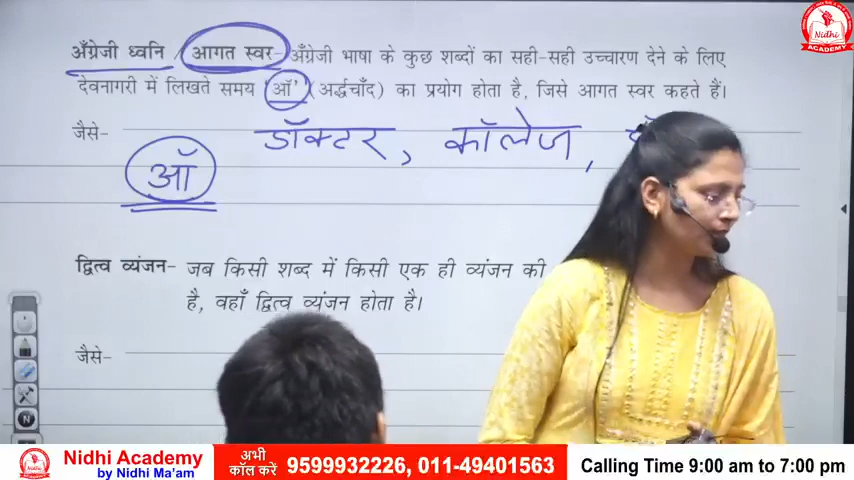 अँग्रेजी ध्वनि / आगत स्वर- अँग्रेजी भाषा के कुछ शब्दों का सही-सही उच्चारण देने के लिए
देवनागरी में लिखते समय 'ऑ' (अर्द्धचाँद) का प्रयोग होता है, जिसे आगत स्वर कहते हैं।
जैसे- डॉक्टर, कॉलेज,
ऑ
द्वित्व व्यंजन- जब किसी शब्द में किसी एक ही व्यंजन की
है, वहाँ द्वित्व व्यंजन होता है।
जैसे-
Nidhi
ACADEMY
N
Nidhi Academy
by Nidhi Ma'am
अभी
कॉल करें
9599932226, 011-49401563
Calling Time 9:00 am to 7:00 pm